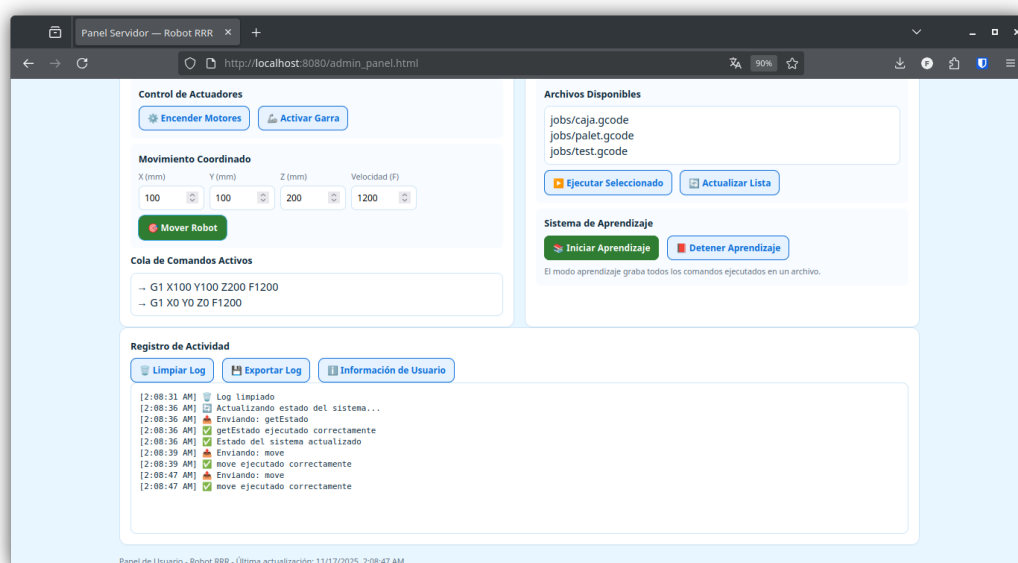 Panel Servidor — Robot RRR
http://localhost:8080/admin_panel.html
90%
Control de Actuadores
Encender Motores
Activar Garra
Movimiento Coordinado
X (mm) Y (mm) Z (mm) Velocidad (F)
100 100 200 1200
Mover Robot
Cola de Comandos Activos
→ G1 X100 Y100 Z200 F1200
→ G1 X0 Y0 Z0 F1200
Archivos Disponibles
jobs/caja.gcode
jobs/palet.gcode
jobs/test.gcode
Ejecutar Seleccionado
Actualizar Lista
Sistema de Aprendizaje
Iniciar Aprendizaje
Detener Aprendizaje
El modo aprendizaje graba todos los comandos ejecutados en un archivo.
Registro de Actividad
Limpiar Log
Exportar Log
Información de Usuario
[2:08:31 AM] Log limpiado
[2:08:36 AM] Actualizando estado del sistema...
[2:08:36 AM] Enviando: getEstado
[2:08:36 AM] getEstado ejecutado correctamente
[2:08:36 AM] Estado del sistema actualizado
[2:08:39 AM] Enviando: move
[2:08:39 AM] move ejecutado correctamente
[2:08:47 AM] Enviando: move
[2:08:47 AM] move ejecutado correctamente
Panel de Usuario - Robot RRR - Última actualización: 11/17/2025, 2:08:47 AM